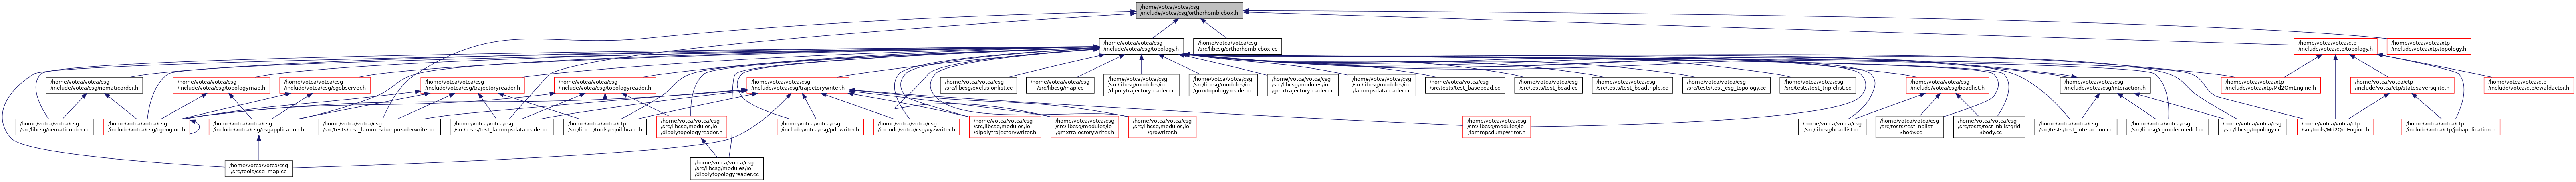 /home/votca/votca/csg
/include/votca/csg/orthorhombicbox.h
/home/votca/votca/csg
/include/votca/csg/topology.h
/home/votca/votca/csg
/src/libcsg/orthorhombicbox.cc
/home/votca/votca/ctp
/include/votca/ctp/topology.h
/home/votca/votca/xtp
/include/votca/xtp/topology.h
/home/votca/votca/csg
/include/votca/csg/nematicorder.h
/home/votca/votca/csg
/include/votca/csg/topologymap.h
/home/votca/votca/csg
/include/votca/csg/cgobserver.h
/home/votca/votca/csg
/include/votca/csg/trajectoryreader.h
/home/votca/votca/csg
/include/votca/csg/topologyreader.h
/home/votca/votca/csg
/include/votca/csg/trajectorywriter.h
/home/votca/votca/csg
/src/libcsg/exclusionlist.cc
/home/votca/votca/csg
/src/libcsg/map.cc
/home/votca/votca/csg
/src/libcsg/modules/io
/dlpolytrajectoryreader.cc
/home/votca/votca/csg
/src/libcsg/modules/io
/gmxtopologyreader.cc
/home/votca/votca/csg
/src/libcsg/modules/io
/gmxtrajectoryreader.cc
/home/votca/votca/csg
/src/libcsg/modules/io
/lammpsdatareader.cc
/home/votca/votca/csg
/src/tests/test_basebead.cc
/home/votca/votca/csg
/src/tests/test_bead.cc
/home/votca/votca/csg
/src/tests/test_beadtriple.cc
/home/votca/votca/csg
/src/tests/test_csg_topology.cc
/home/votca/votca/csg
/src/tests/test_triplelist.cc
/home/votca/votca/csg
/include/votca/csg/beadlist.h
/home/votca/votca/csg
/include/votca/csg/interaction.h
/home/votca/votca/xtp
/include/votca/xtp/Md2QmEngine.h
/home/votca/votca/ctp
/include/votca/ctp/statesaversqlite.h
/home/votca/votca/ctp
/include/votca/ctp/ewaldactor.h
/home/votca/votca/csg
/src/libcsg/nematicorder.cc
/home/votca/votca/csg
/include/votca/csg/cgengine.h
/home/votca/votca/csg
/include/votca/csg/csgapplication.h
/home/votca/votca/csg
/src/tests/test_lammpsdumpreaderwriter.cc
/home/votca/votca/csg
/src/tests/test_lammpsdatareader.cc
/home/votca/votca/ctp
/src/libctp/tools/equilibrate.h
/home/votca/votca/csg
/src/libcsg/modules/io
/dlpolytopologyreader.h
/home/votca/votca/csg
/include/votca/csg/pdbwriter.h
/home/votca/votca/csg
/include/votca/csg/xyzwriter.h
/home/votca/votca/csg
/src/libcsg/modules/io
/dlpolytrajectorywriter.h
/home/votca/votca/csg
/src/libcsg/modules/io
/gmxtrajectorywriter.h
/home/votca/votca/csg
/src/libcsg/modules/io
/growriter.h
/home/votca/votca/csg
/src/libcsg/modules/io
/lammpsdumpwriter.h
/home/votca/votca/csg
/src/libcsg/beadlist.cc
/home/votca/votca/csg
/src/tests/test_nblist
_3body.cc
/home/votca/votca/csg
/src/tests/test_nblistgrid
_3body.cc
/home/votca/votca/csg
/src/tests/test_interaction.cc
/home/votca/votca/csg
/src/libcsg/cgmoleculedef.cc
/home/votca/votca/csg
/src/libcsg/topology.cc
/home/votca/votca/ctp
/src/tools/Md2QmEngine.h
/home/votca/votca/ctp
/include/votca/ctp/jobapplication.h
/home/votca/votca/csg
/src/tools/csg_map.cc
/home/votca/votca/csg
/src/libcsg/modules/io
/dlpolytopologyreader.cc